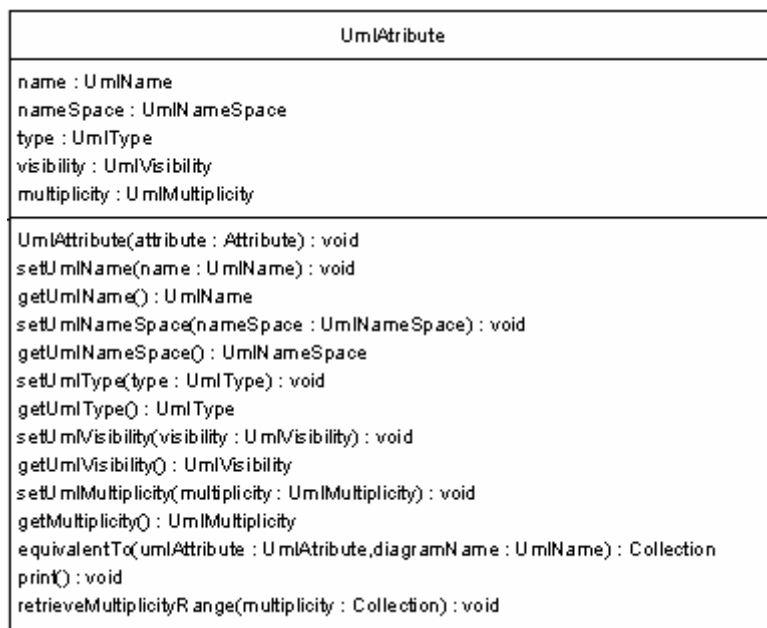 UmlAtribute
name : UmlName
nameSpace : UmlNameSpace
type : UmlType
visibility : UmlVisibility
multiplicity : UmlMultiplicity
UmlAttribute(attribute : Attribute) : void
setUmlName(name : UmlName) : void
getUmlName() : UmlName
setUmlNameSpace(nameSpace : UmlNameSpace) : void
getUmlNameSpace() : UmlNameSpace
setUmlType(type : UmlType) : void
getUmlType() : UmlType
setUmlVisibility(visibility : UmlVisibility) : void
getUmlVisibility() : UmlVisibility
setUmlMultiplicity(multiplicity : UmlMultiplicity) : void
getMultiplicity() : UmlMultiplicity
equivalentTo(umlAttribute : UmlAtribute,diagramName : UmlName) : Collection
print() : void
retrieveMultiplicityRange(multiplicity : Collection) : void